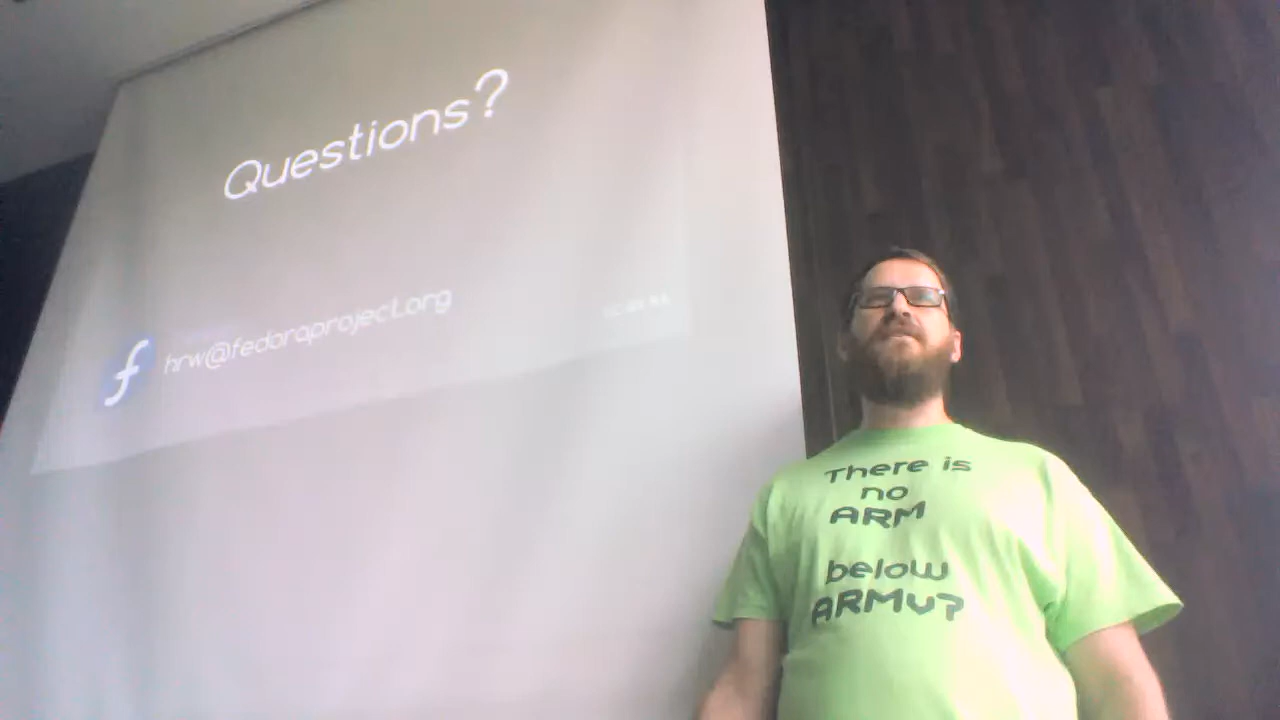 Questions?
hrw@fedoraproject.org
There is
no
ARM
below
ARMv7